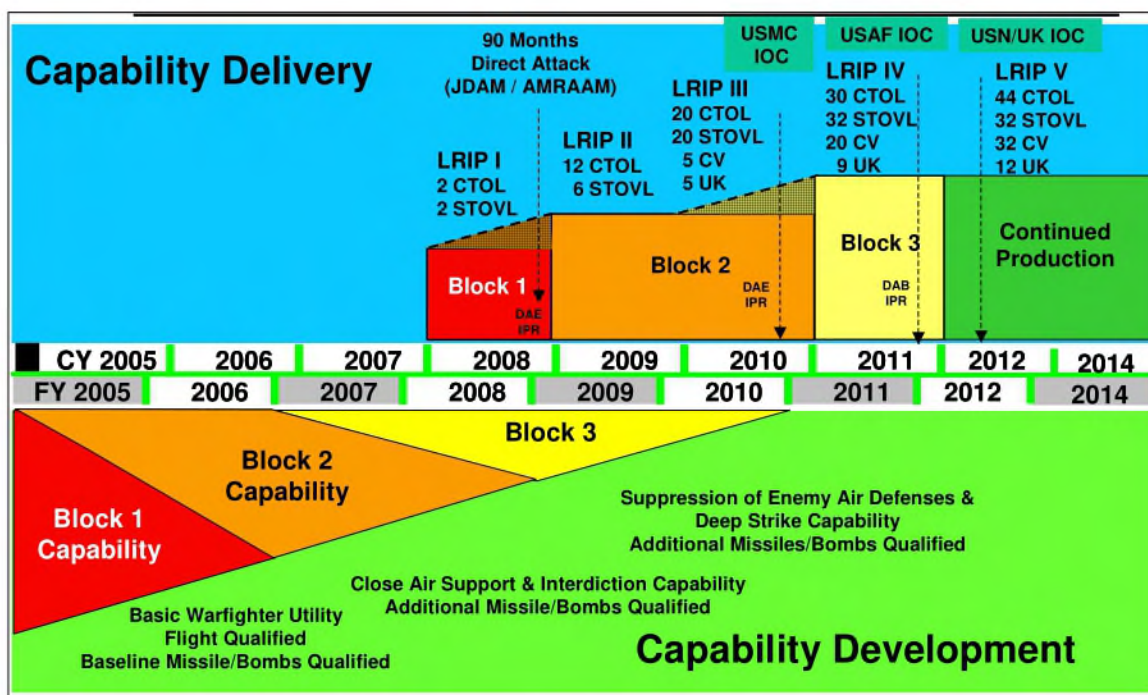 Capability Delivery
90 Months
Direct Attack
(JDAM / AMRAAM)
USMC
IOC
USAF IOC
USN/UK IOC
LRIP I
2 CTOL
2 STOVL
LRIP II
12 CTOL
6 STOVL
LRIP III
20 CTOL
20 STOVL
5 CV
5 UK
LRIP IV
30 CTOL
32 STOVL
20 CV
9 UK
LRIP V
44 CTOL
32 STOVL
32 CV
12 UK
Block 1
DAE
IPR
Block 2
DAE
IPR
Block 3
DAB
IPR
Continued
Production
CY 2005 2006 2007 2008 2009 2010 2011 2012 2014
FY 2005 2006 2007 2008 2009 2010 2011 2012 2014
Block 1
Capability
Block 2
Capability
Block 3
Suppression of Enemy Air Defenses &
Deep Strike Capability
Additional Missiles/Bombs Qualified
Close Air Support & Interdiction Capability
Additional Missile/Bombs Qualified
Basic Warfighter Utility
Flight Qualified
Baseline Missile/Bombs Qualified
Capability Development